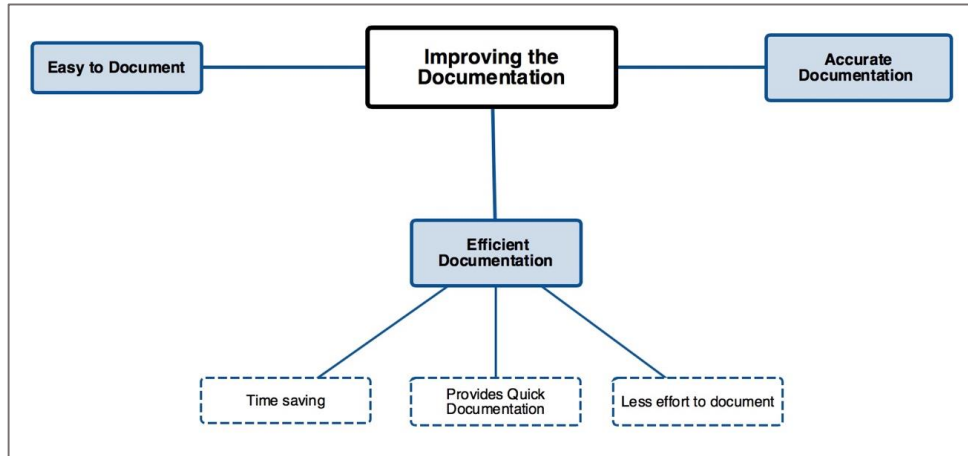 Easy to Document
Improving the
Documentation
Accurate
Documentation
Efficient
Documentation
Time saving
Provides Quick
Documentation
Less effort to document